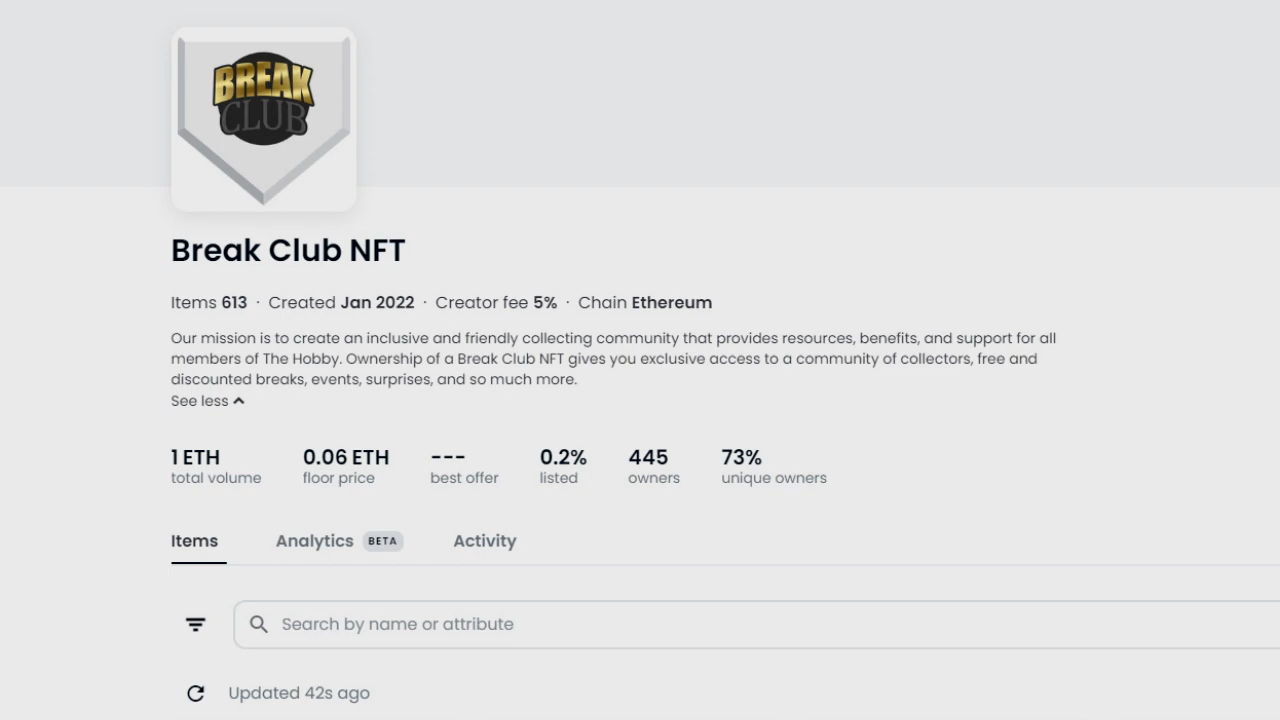 BREAK
CLUB
Break Club NFT
Items 613 · Created Jan 2022 · Creator fee 5% · Chain Ethereum
Our mission is to create an inclusive and friendly collecting community that provides resources, benefits, and support for all
members of The Hobby. Ownership of a Break Club NFT gives you exclusive access to a community of collectors, free and
discounted breaks, events, surprises, and so much more.
See less
1 ETH 0.06 ETH --- 0.2% 445 73%
total volume floor price best offer listed owners unique owners
Items Analytics BETA Activity
Search by name or attribute
Updated 42s ago